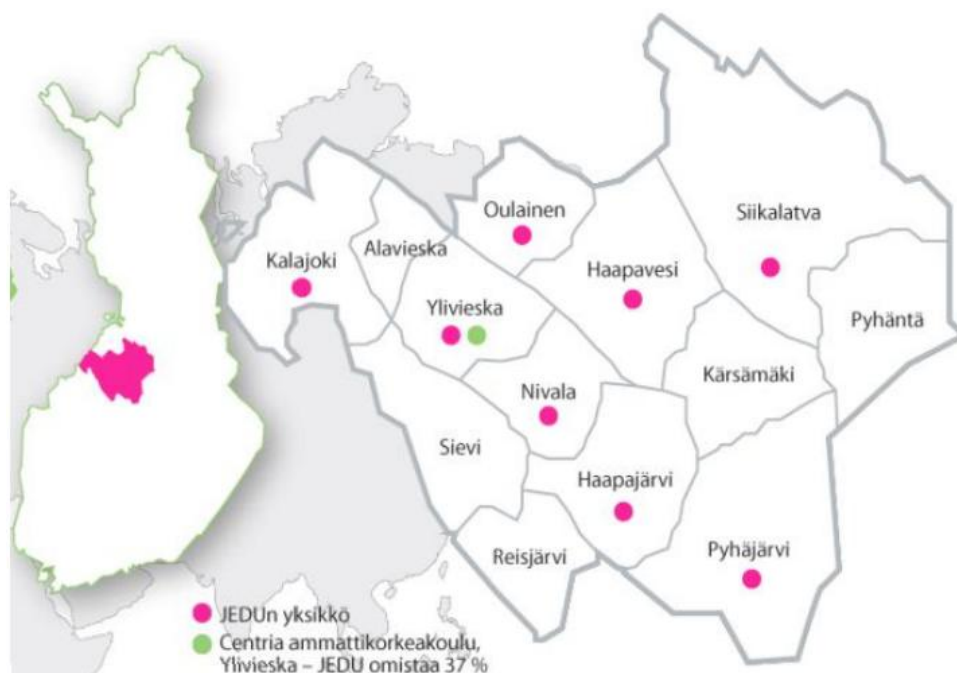 Oulainen
Siikalatva
Alavieska
Kalajoki
Haapavesi
Ylivieska
Pyhäntä
Kärsämäki
Nivala
Sievi
Haapajärvi
Reisjärvi
Pyhäjärvi
JEDUn yksikkö
Centria ammattikorkeakoulu,
Ylivieska – JEDU omistaa 37 %